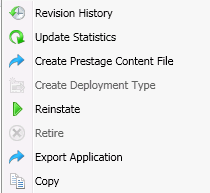 Revision History
Update Statistics
Create Prestage Content File
Create Deployment Type
Reinstate
Retire
Export Application
Copy